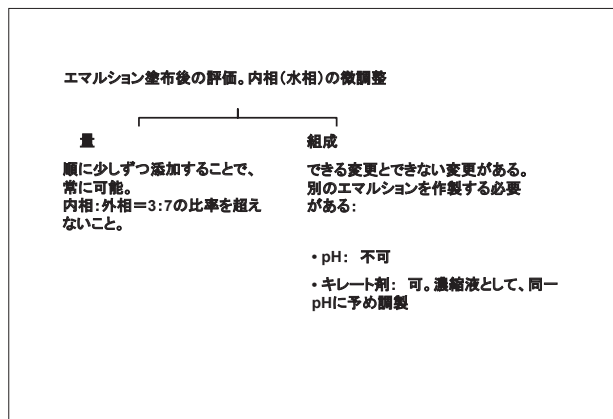 エマルション塗布後の評価。内相(水相)の微調整
量
順に少しずつ添加することで、
常に可能。
内相:外相=3:7の比率を超え
ないこと。
組成
できる変更とできない変更がある。
別のエマルションを作製する必要
がある:
• pH: 不可
• キレート剤: 可。濃縮液として、同一
pHに予め調製